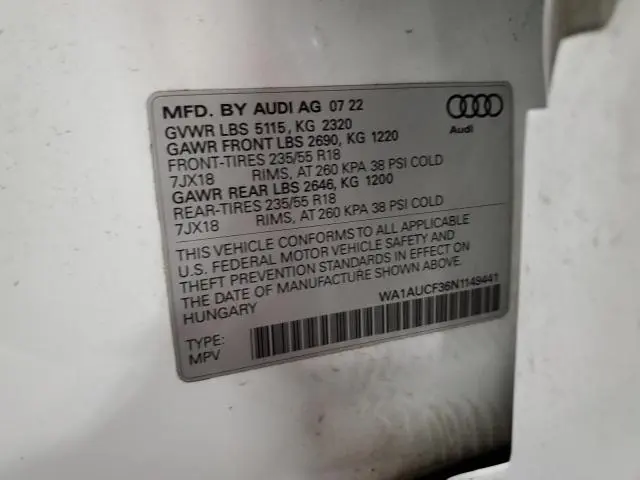 MFD. BY AUDI AG 07 22
Audi
GVWR LBS 5115, KG 2320
GAWR FRONT LBS 2690, KG 1220
FRONT-TIRES 235/55 R18
7JX18 RIMS, AT 260 KPA 38 PSI COLD
GAWR REAR LBS 2646, KG 1200
REAR-TIRES 235/55 R18
7JX18 RIMS, AT 260 KPA 38 PSI COLD
THIS VEHICLE CONFORMS TO ALL APPLICABLE
U.S. FEDERAL MOTOR VEHICLE SAFETY AND
THEFT PREVENTION STANDARDS IN EFFECT ON
THE DATE OF MANUFACTURE SHOWN ABOVE.
HUNGARY
WA1AUCF36N1149441
TYPE:
MPV